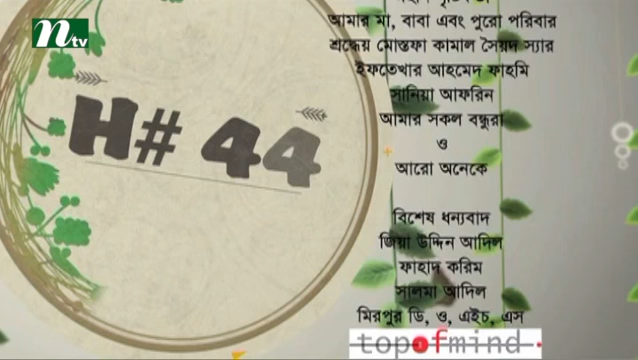 ntv
H# 44
আমার মা, বাবা এবং পুরো পরিবার
শ্রদ্ধেয় মোস্তফা কামাল সৈয়দ স্যার
ইফতেখার আহমেদ ফাহমি
সানিয়া আফরিন
আমার সকল বন্ধুরা
ও
আরো অনেকে
বিশেষ ধন্যবাদ
জিয়া উদ্দিন আদিল
ফাহাদ করিম
সালমা আদিল
মিরপুর ডি, ও, এইচ, এস
topofmind